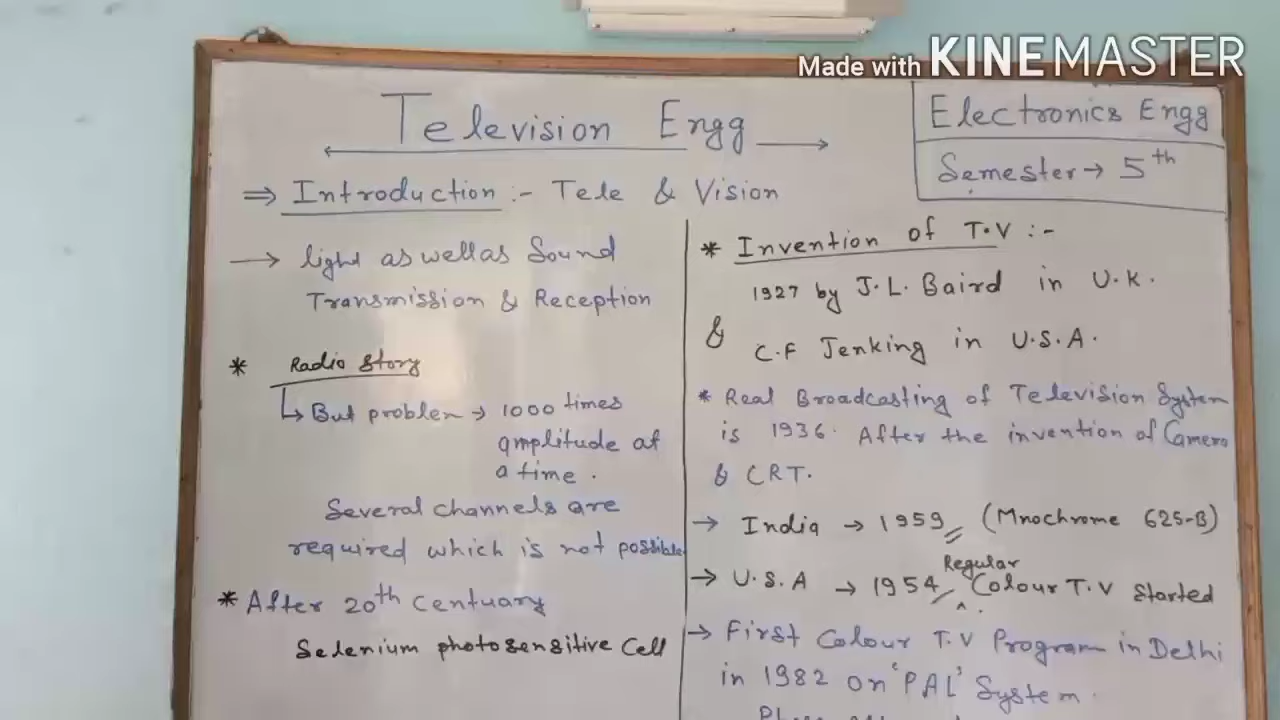 Made with KINEMASTER
Television Engg
Electronics Engg
Semester → 5th
⇒ Introduction :- Tele & Vision
→ light as wellas Sound
Transmission & Reception
* Radio Story
↳ But problem → 1000 times
amplitude at
a time.
Several channels are
required which is not possible
* After 20th Centuary
Selenium photosensitive Cell
* Invention of T.V :-
1927 by J.L. Baird in U.K.
& C.F Jenking in U.S.A.
* Real Broadcasting of Television System
is 1936. After the invention of Camera
& CRT.
→ India → 1959 (Mnochrome 625-B)
Regular
→ U.S.A → 1954 Colour T.V Started
→ First Colour T.V Program in Delhi
in 1982 on 'PAL' System.